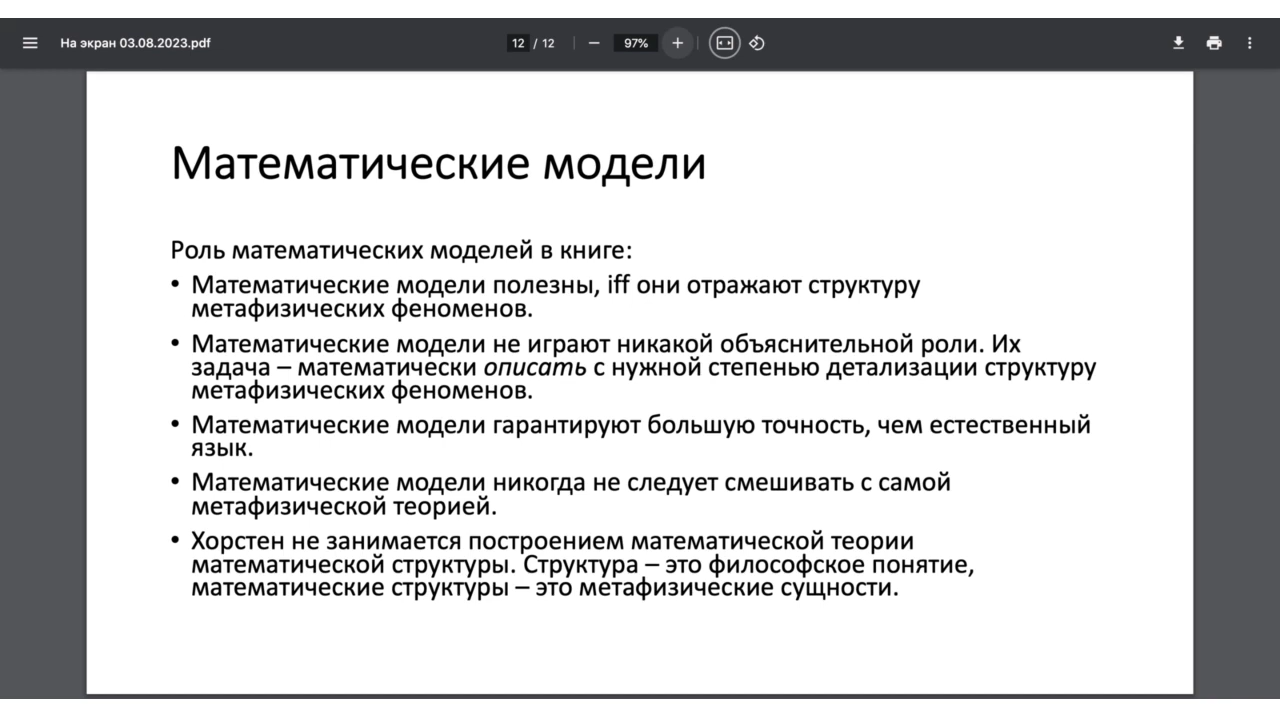 На экран 03.08.2023.pdf
12 / 12
97%
Математические модели
Роль математических моделей в книге:
• Математические модели полезны, iff они отражают структуру
метафизических феноменов.
• Математические модели не играют никакой объяснительной роли. Их
задача – математически описать с нужной степенью детализации структуру
метафизических феноменов.
• Математические модели гарантируют большую точность, чем естественный
язык.
• Математические модели никогда не следует смешивать с самой
метафизической теорией.
• Хорстен не занимается построением математической теории
математической структуры. Структура – это философское понятие,
математические структуры – это метафизические сущности.